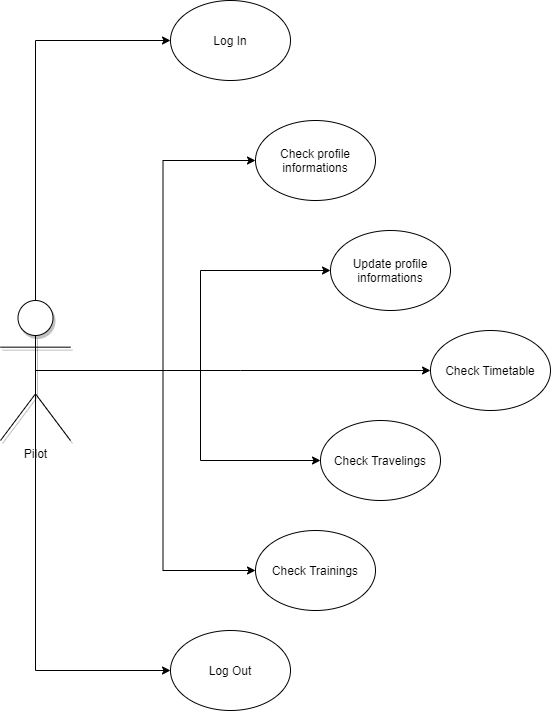 Log In
Check profile
informations
Update profile
informations
Check Timetable
Pilot
Check Travelings
Check Trainings
Log Out